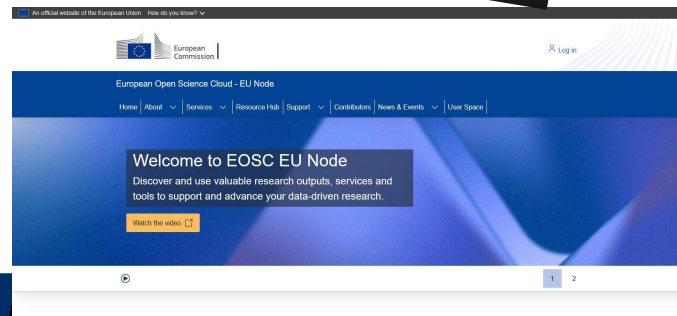 An official website of the European Union How do you know?
European
Commission
Log in
European Open Science Cloud - EU Node
Home About Services Resource Hub Support Contributors News & Events User Space
Welcome to EOSC EU Node
Discover and use valuable research outputs, services and
tools to support and advance your data-driven research.
Watch the video
1 2